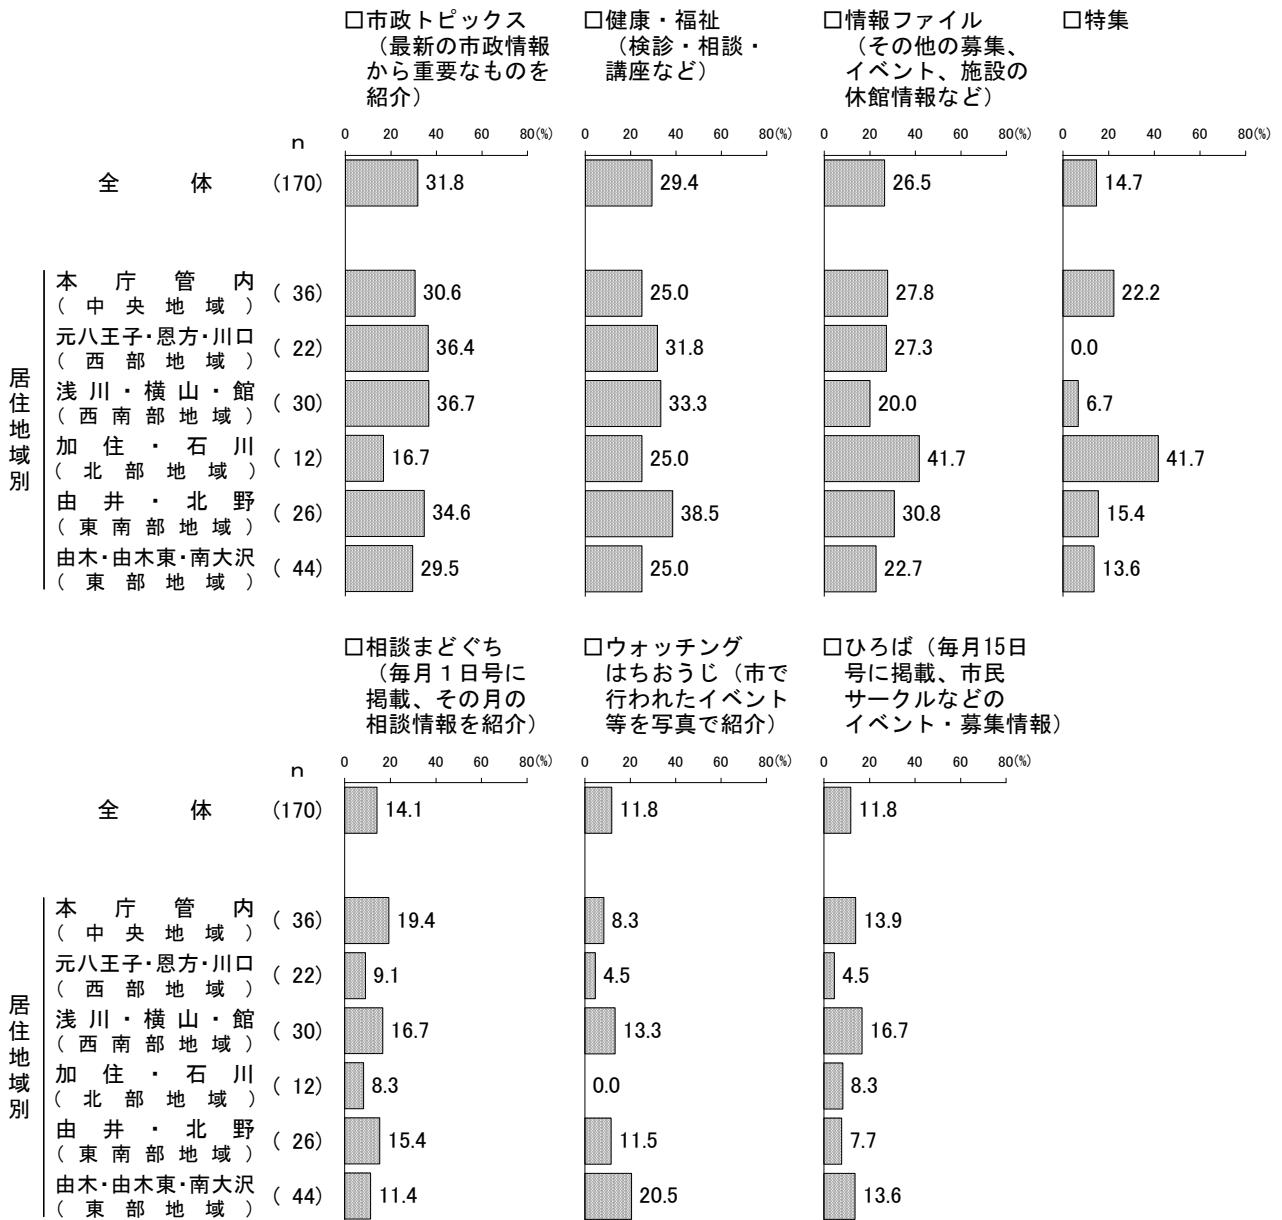 □市政トピックス
（最新の市政情報
から重要なものを
紹介）
□健康・福祉
（検診・相談・
講座など）
□情報ファイル
（その他の募集、
イベント、施設の
休館情報など）
□特集
n
0 20 40 60 80(%)
0 20 40 60 80(%)
0 20 40 60 80(%)
0 20 40 60 80(%)
全体 (170) 31.8 29.4 26.5 14.7
居住地域別
本庁管内
（中央地域） ( 36) 30.6 25.0 27.8 22.2
元八王子・恩方・川口
（西部地域） ( 22) 36.4 31.8 27.3 0.0
浅川・横山・館
（西南部地域） ( 30) 36.7 33.3 20.0 6.7
加住・石川
（北部地域） ( 12) 16.7 25.0 41.7 41.7
由井・北野
（東南部地域） ( 26) 34.6 38.5 30.8 15.4
由木・由木東・南大沢
（東部地域） ( 44) 29.5 25.0 22.7 13.6
□相談まどぐち
（毎月１日号に
掲載、その月の
相談情報を紹介）
□ウォッチング
はちおうじ（市で
行われたイベント
等を写真で紹介）
□ひろば（毎月15日
号に掲載、市民
サークルなどの
イベント・募集情報）
n
0 20 40 60 80(%)
0 20 40 60 80(%)
0 20 40 60 80(%)
全体 (170) 14.1 11.8 11.8
居住地域別
本庁管内
（中央地域） ( 36) 19.4 8.3 13.9
元八王子・恩方・川口
（西部地域） ( 22) 9.1 4.5 4.5
浅川・横山・館
（西南部地域） ( 30) 16.7 13.3 16.7
加住・石川
（北部地域） ( 12) 8.3 0.0 8.3
由井・北野
（東南部地域） ( 26) 15.4 11.5 7.7
由木・由木東・南大沢
（東部地域） ( 44) 11.4 20.5 13.6